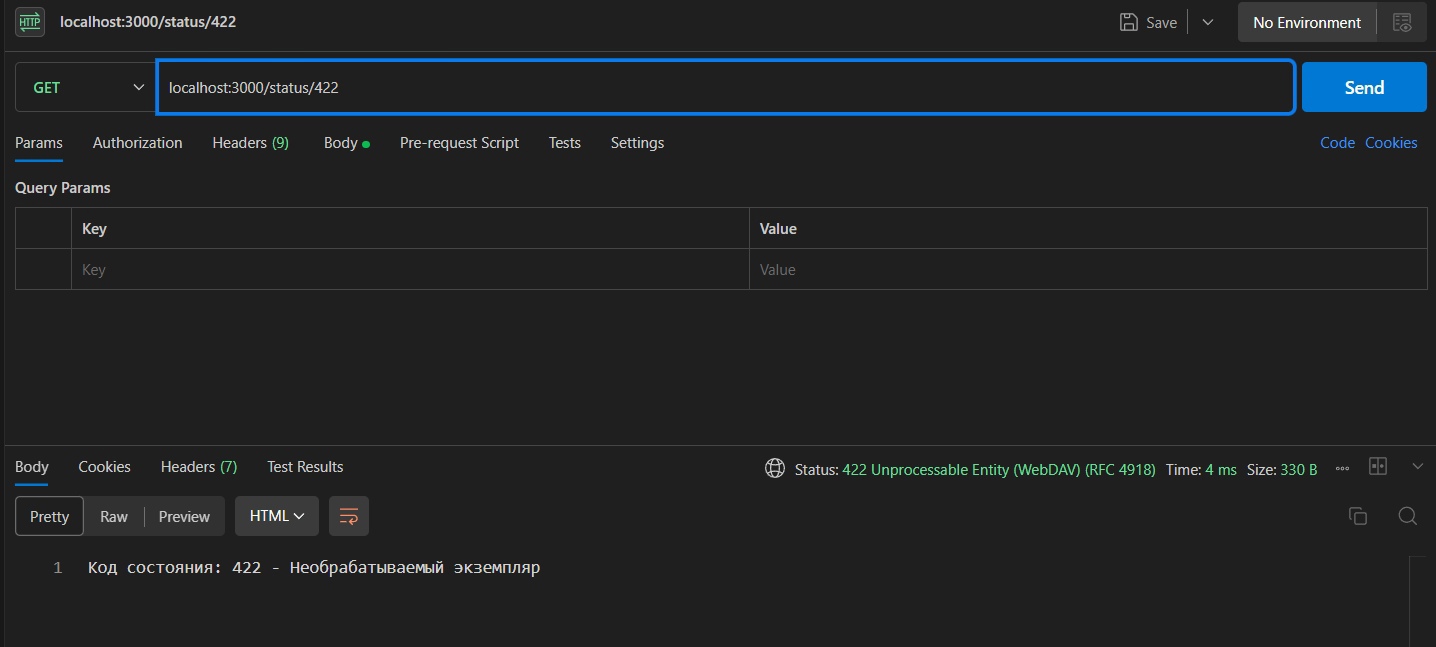 HTTP localhost:3000/status/422 Save No Environment
GET localhost:3000/status/422 Send
Params Authorization Headers (9) Body Pre-request Script Tests Settings Code Cookies
Query Params
Key Value
Key Value
Body Cookies Headers (7) Test Results Status: 422 Unprocessable Entity (WebDAV) (RFC 4918) Time: 4 ms Size: 330 B
Pretty Raw Preview HTML
1 Код состояния: 422 - Необрабатываемый экземпляр